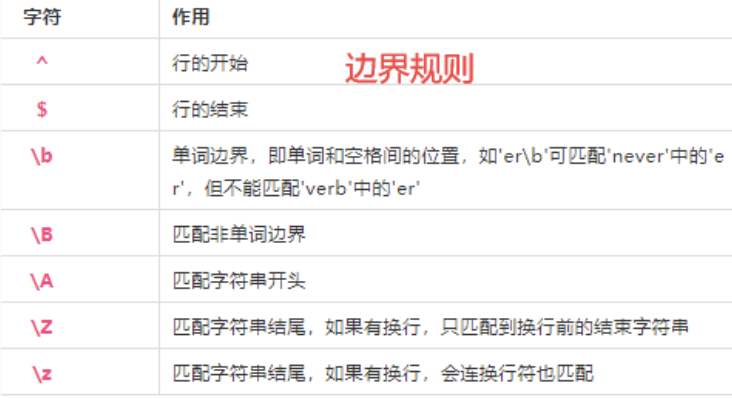 字符 作用
^ 行的开始
边界规则
$ 行的结束
\b 单词边界，即单词和空格间的位置，如'er\b'可匹配'never'中的'e
r'，但不能匹配'verb'中的'er'
\B 匹配非单词边界
\A 匹配字符串开头
\Z 匹配字符串结尾，如果有换行，只匹配到换行前的结束字符串
\z 匹配字符串结尾，如果有换行，会连换行符也匹配